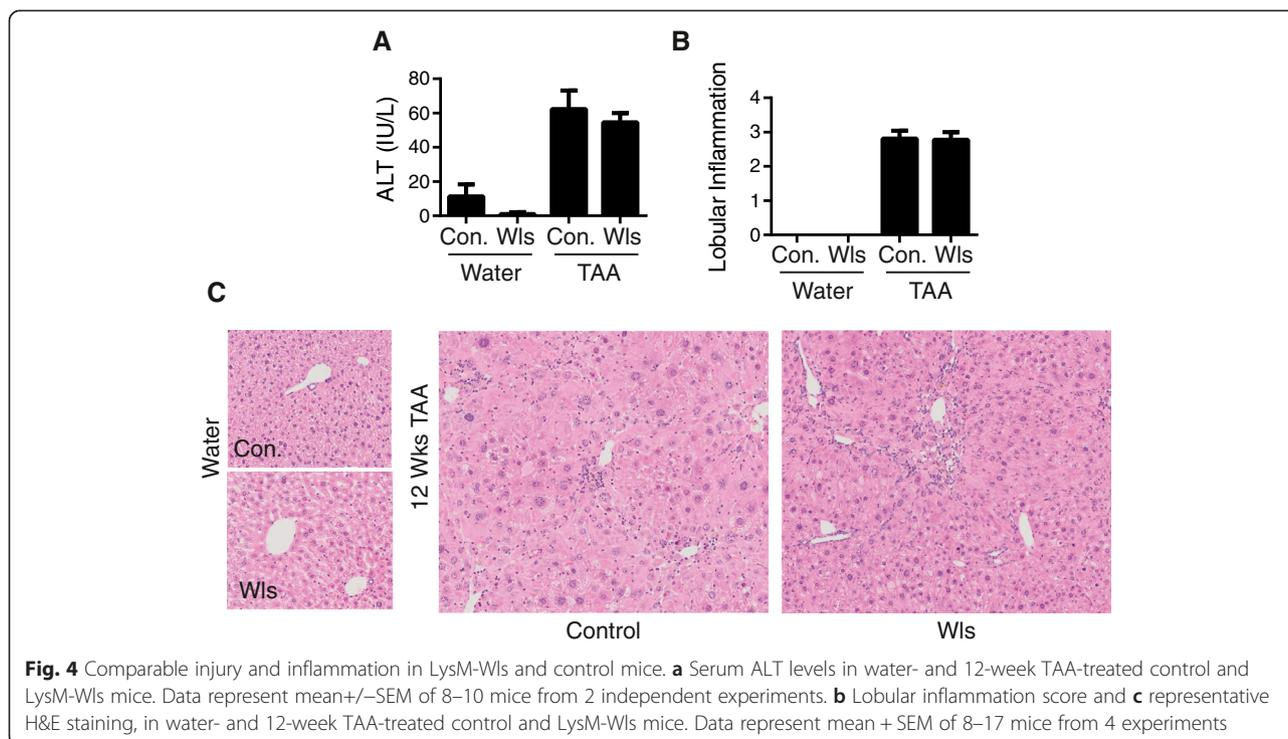 A
B
ALT (IU/L)
80
60
40
20
0
Con. Wls Con. Wls
Water TAA
Lobular Inflammation
4
3
2
1
0
Con. Wls Con. Wls
Water TAA
C
Water
Con.
Wls
12 Wks TAA
Control
Wls
Fig. 4 Comparable injury and inflammation in LysM-Wls and control mice. a Serum ALT levels in water- and 12-week TAA-treated control and
LysM-Wls mice. Data represent mean+/−SEM of 8–10 mice from 2 independent experiments. b Lobular inflammation score and c representative
H&E staining, in water- and 12-week TAA-treated control and LysM-Wls mice. Data represent mean + SEM of 8–17 mice from 4 experiments